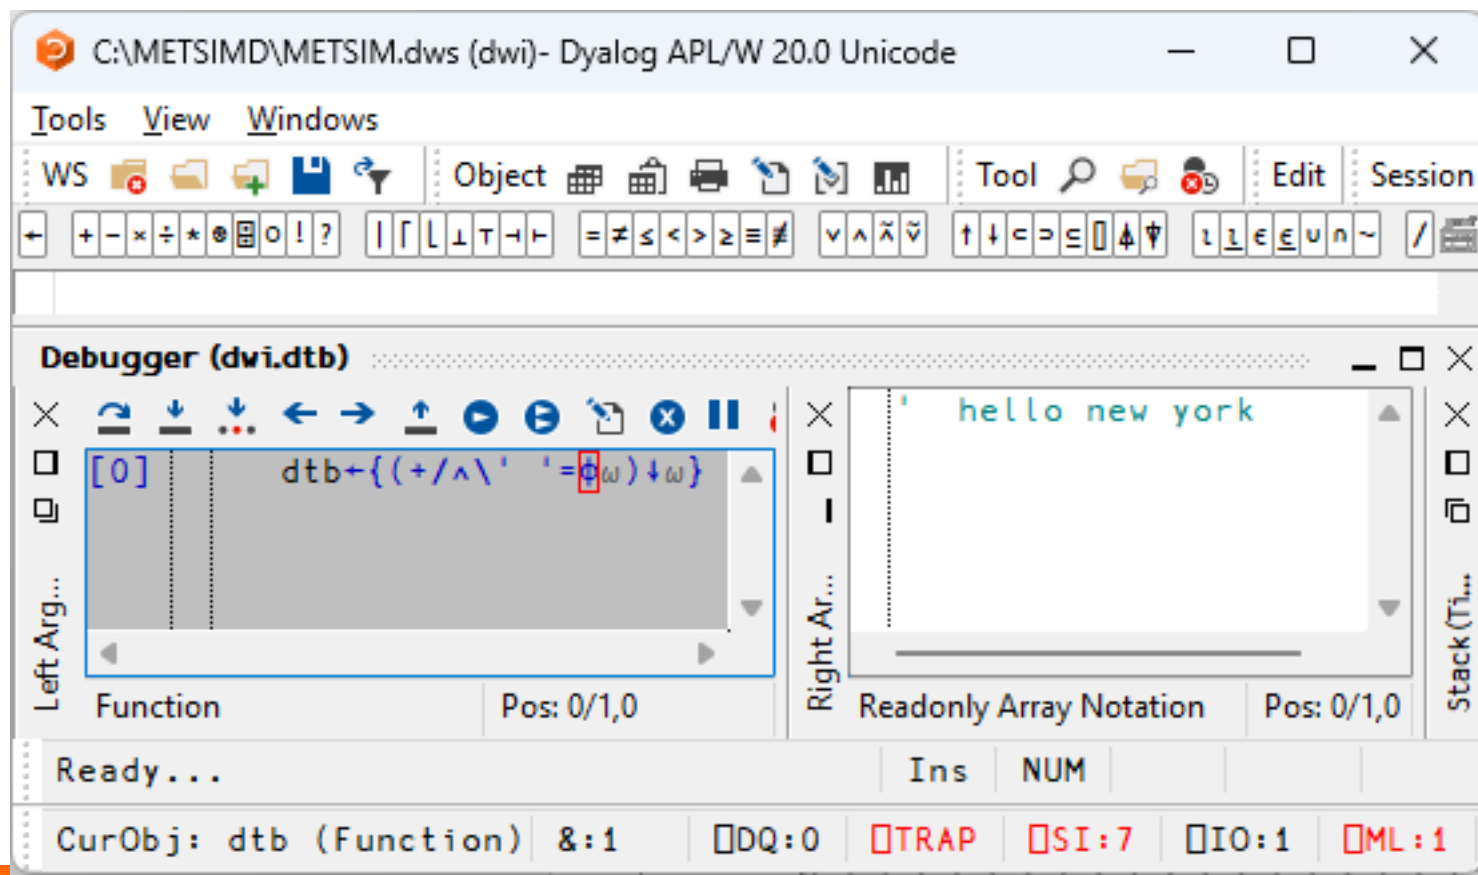 C:\METSIMD\METSIM.dws (dwi)- Dyalog APL/W 20.0 Unicode
Tools View Windows
WS Object Tool Edit Session
← + - × ÷ * ⍟ ⌹ ○ ! ? | ⌈ ⌊ ⊥ ⊤ ⊣ ⊢ = ≠ ≤ < > ≥ ≡ ≢ ∨ ∧ ⍲ ⍱ ↑ ↓ ⊂ ⊃ ⊆ ⌷ ⍋ ⍒ ⍳ ⍸ ∊ ⍷ ∪ ∩ ~ /
Debugger (dwi.dtb)
[0] dtb←{(+/∧\' '=⌽⍵)↓⍵}
'  hello new york
Left Arg...
Right Ar...
Stack (Ti...
Function Pos: 0/1,0
Readonly Array Notation Pos: 0/1,0
Ready... Ins NUM
CurObj: dtb (Function) &:1 ⎕DQ:0 ⎕TRAP ⎕SI:7 ⎕IO:1 ⎕ML:1